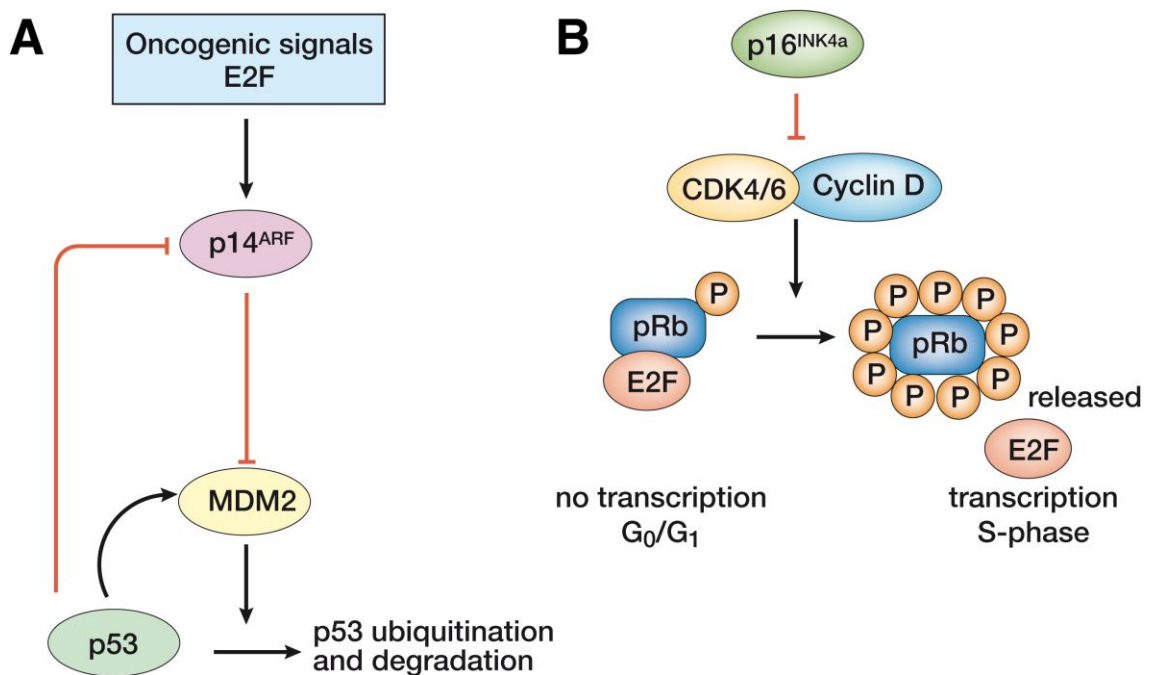 A
Oncogenic signals
E2F
p14ARF
MDM2
p53
p53 ubiquitination
and degradation
B
p16INK4a
CDK4/6
Cyclin D
P
pRb
E2F
no transcription
G0/G1
P
P
P
P
P
P
P
P
P
P
pRb
released
E2F
transcription
S-phase